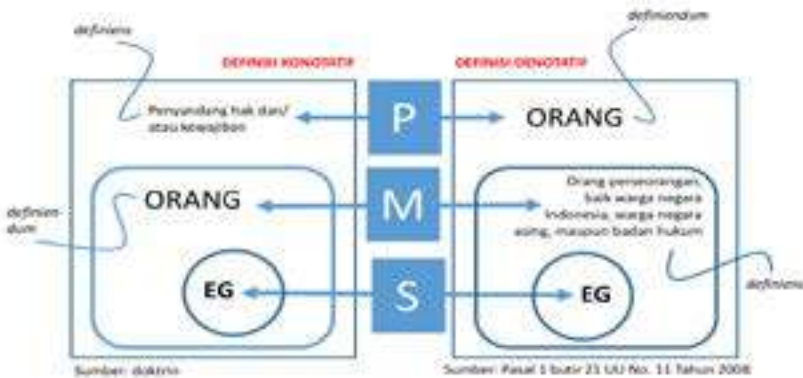 definiens
definiendum
DEFINISI KONOTATIF
DEFINISI DENOTATIF
Penyandang hak dan/
atau kewajiban
P
ORANG
ORANG
M
Orang perseorangan,
baik warga negara
Indonesia, warga negara
asing, maupun badan hukum
definien-
dum
EG
S
EG
definiens
Sumber: doktrin
Sumber: Pasal 1 butir 21 UU No. 11 Tahun 2008